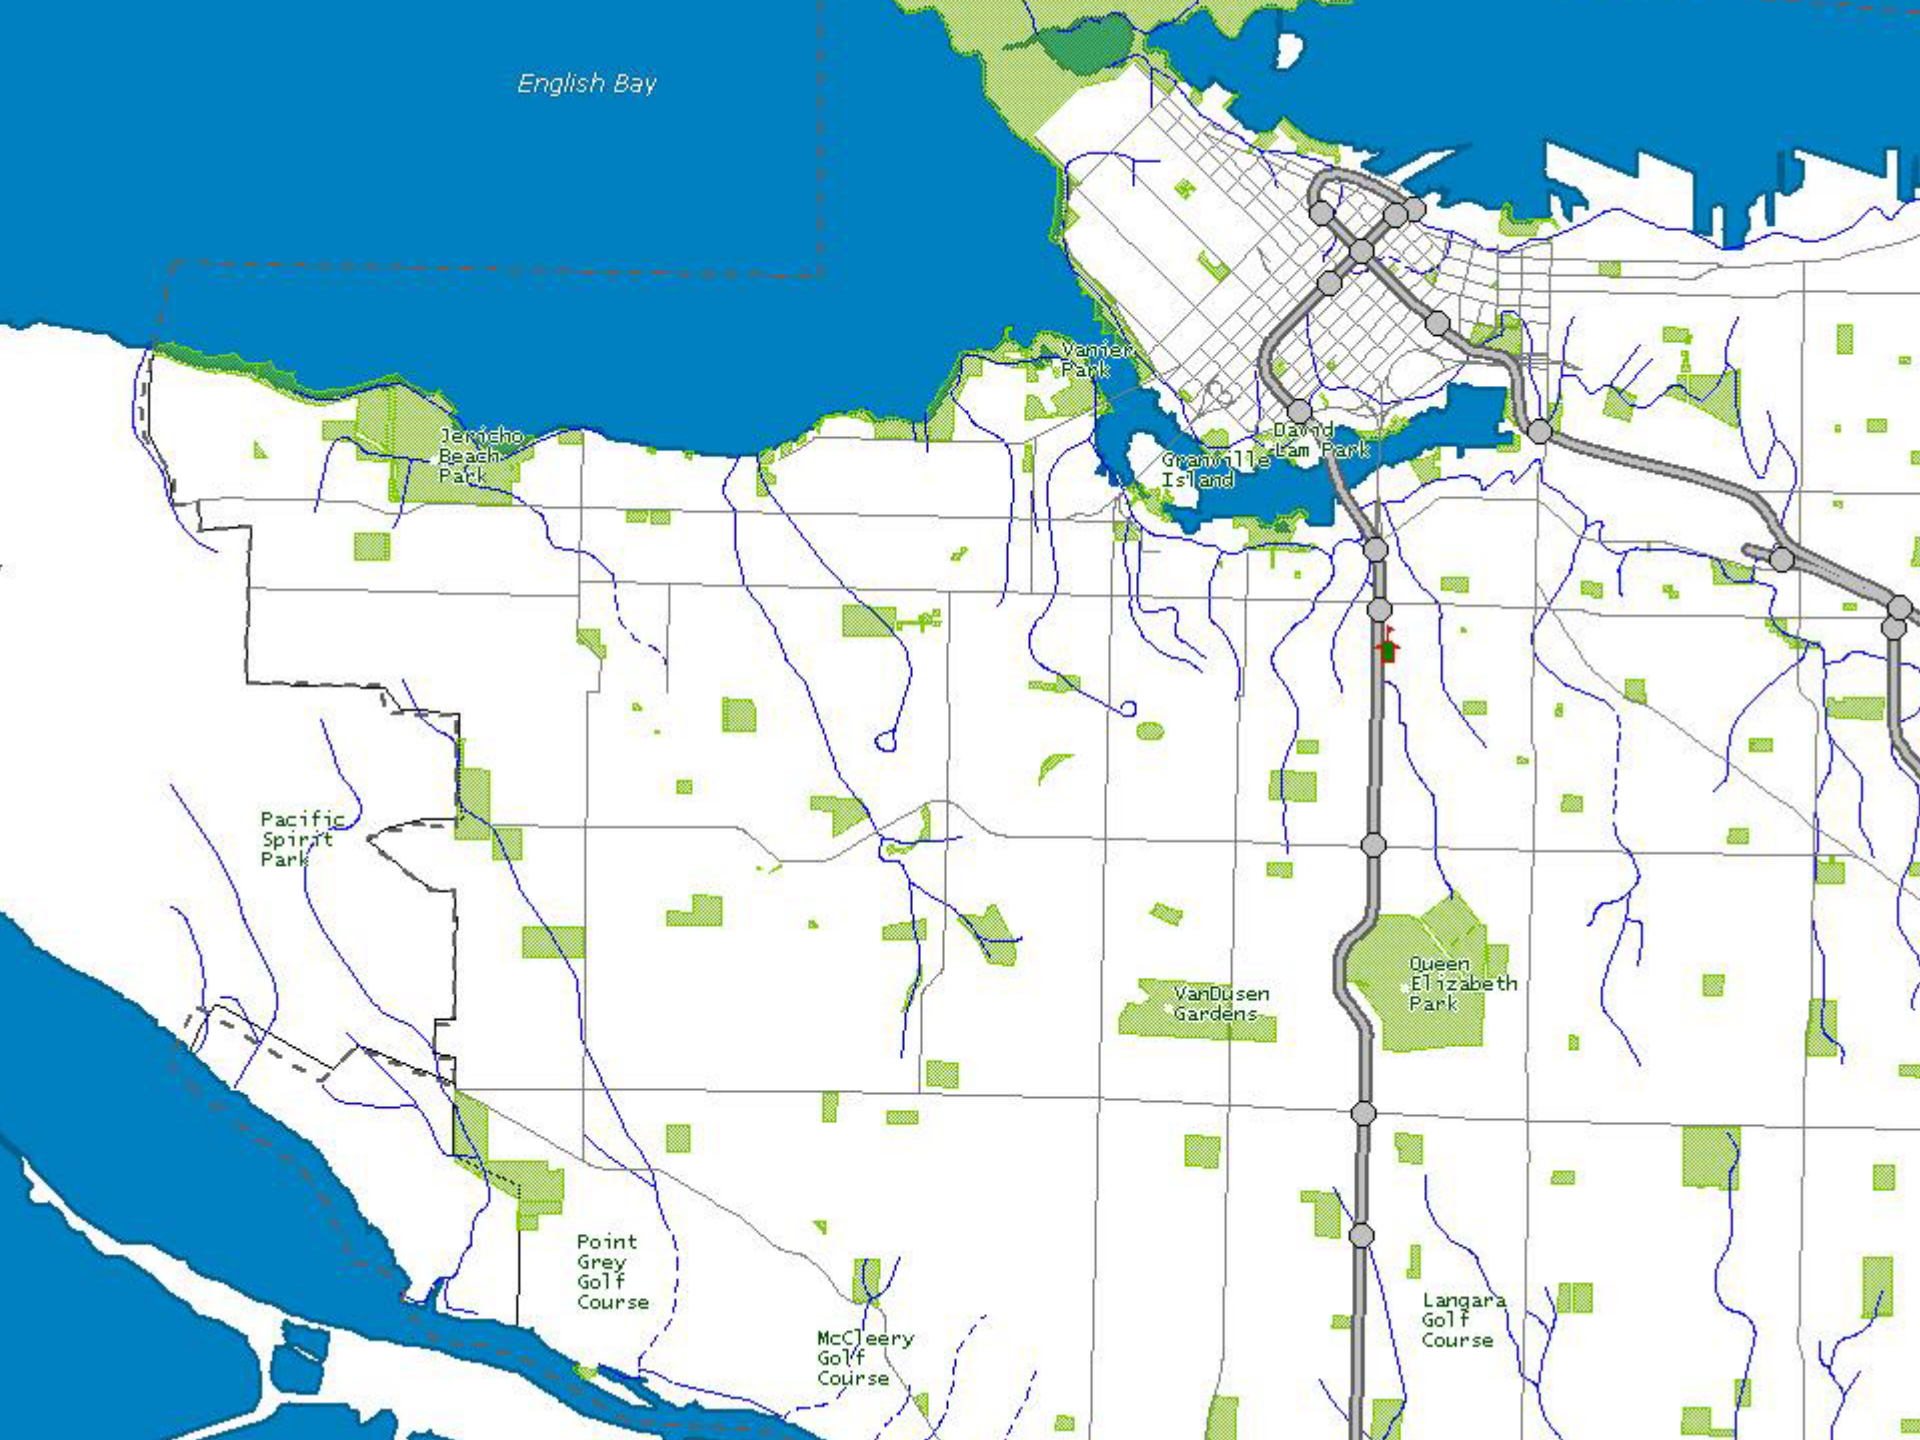 English Bay
Vanier
Park
Jericho
Beach
Park
David
Lam Park
Granville
Island
Pacific
Spirit
Park
Queen
Elizabeth
Park
VanDusen
Gardens
Point
Grey
Golf
Course
Langara
Golf
Course
McCleery
Golf
Course